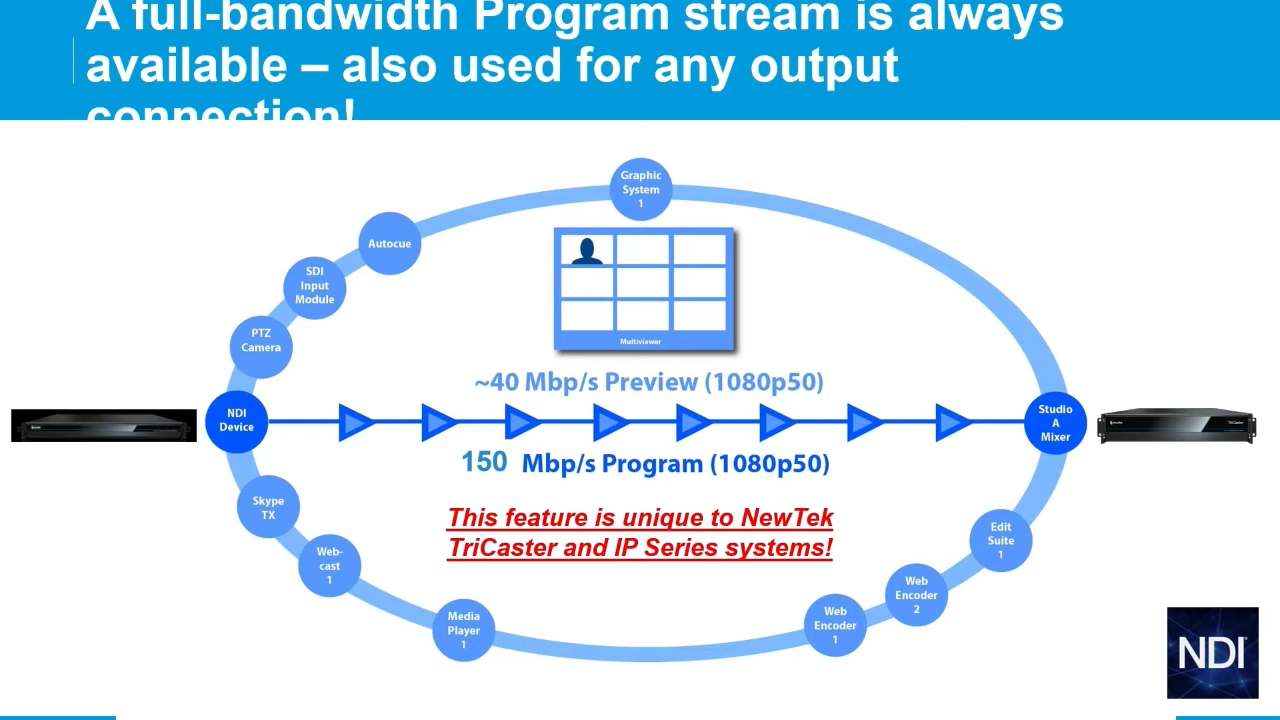 A full-bandwidth Program stream is always
available – also used for any output
connection!
Graphic
System
1
Autocue
SDI
Input
Module
PTZ
Camera
Multiviewer
~40 Mbp/s Preview (1080p50)
NDI
Device
Studio
A
Mixer
TriCaster
150 Mbp/s Program (1080p50)
This feature is unique to NewTek
TriCaster and IP Series systems!
Skype
TX
Edit
Suite
1
Web-
cast
1
Web
Encoder
2
Media
Player
1
Web
Encoder
1
NDI